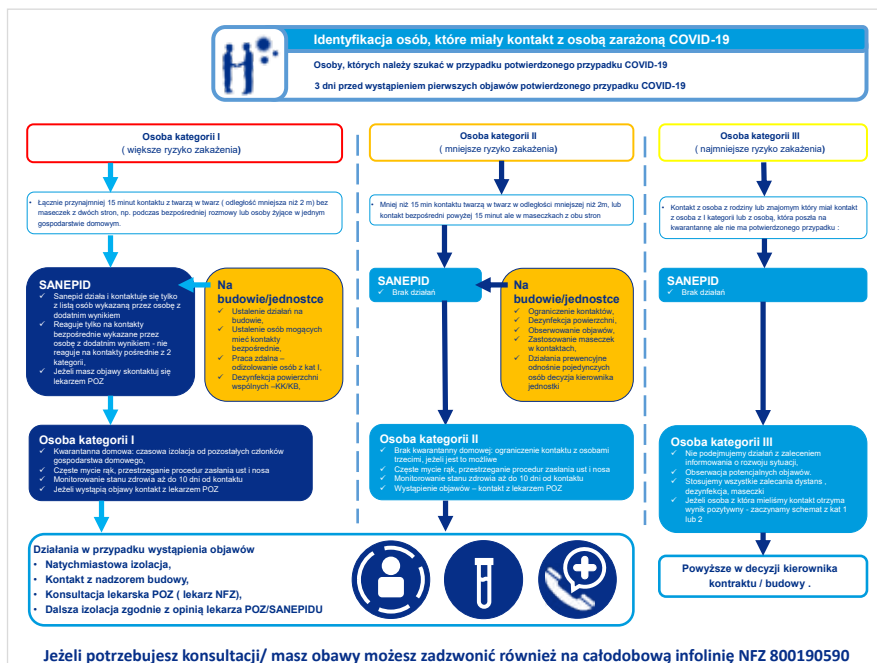 Identyfikacja osób, które miały kontakt z osobą zarażoną COVID-19
Osoby, których należy szukać w przypadku potwierdzonego przypadku COVID-19
3 dni przed wystąpieniem pierwszych objawów potwierdzonego przypadku COVID-19
Osoba kategorii I
( większe ryzyko zakażenia)
• Łącznie przynajmniej 15 minut kontaktu z twarzą w twarz ( odległość mniejsza niż 2 m) bez
maseczek z dwóch stron, np. podczas bezpośredniej rozmowy lub osoby żyjące w jednym
gospodarstwie domowym.
SANEPID
✓ Sanepid działa i kontaktuje się tylko
z listą osób wykazaną przez osobę z
dodatnim wynikiem
✓ Reaguje tylko na kontakty
bezpośrednie wykazane przez
osobę z dodatnim wynikiem - nie
reaguje na kontakty pośrednie z 2
kategorii,
✓ Jeżeli masz objawy skontaktuj się
lekarzem POZ
Na
budowie/jednostce
✓ Ustalenie działań na
budowie,
✓ Ustalenie osób mogących
mieć kontakty
bezpośrednie,
✓ Praca zdalna –
odizolowanie osób z kat I,
✓ Dezynfekcja powierzchni
wspólnych –KK/KB,
Osoba kategorii I
✓ Kwarantanna domowa: czasowa izolacja od pozostałych członków
gospodarstwa domowego,
✓ Częste mycie rąk, przestrzeganie procedur zasłania ust i nosa
✓ Monitorowanie stanu zdrowia aż do 10 dni od kontaktu
✓ Jeżeli wystąpią objawy kontakt z lekarzem POZ
Osoba kategorii II
( mniejsze ryzyko zakażenia)
• Mniej niż 15 min kontaktu twarzą w twarz w odległości mniejszej niż 2m, lub
kontakt bezpośredni powyżej 15 minut ale w maseczkach z obu stron
SANEPID
✓ Brak działań
Na
budowie/jednostce
✓ Ograniczenie kontaktów,
✓ Dezynfekcja powierzchni,
✓ Obserwowanie objawów,
✓ Zastosowanie maseczek
w kontaktach,
✓ Działania prewencyjne
odnośnie pojedynczych
osób decyzja kierownika
jednostki
Osoba kategorii II
✓ Brak kwarantanny domowej: ograniczenie kontaktu z osobami
trzecimi, jeżeli jest to możliwe
✓ Częste mycie rąk, przestrzeganie procedur zasłania ust i nosa
✓ Monitorowanie stanu zdrowia aż do 10 dni od kontaktu
✓ Wystąpienie objawów – kontakt z lekarzem POZ
Osoba kategorii III
( najmniejsze ryzyko zakażenia)
• Kontakt z osoba z rodziny lub znajomym który miał kontakt
z osoba z I kategorii lub z osobą, która poszła na
kwarantannę ale nie ma potwierdzonego przypadku :
SANEPID
✓ Brak działań
Osoba kategorii III
✓ Nie podejmujemy działań z zaleceniem
informowania o rozwoju sytuacji,
✓ Obserwacja potencjalnych objawów.
✓ Stosujemy wszystkie zalecania dystans ,
dezynfekcja, maseczki
✓ Jeżeli osoba z która mieliśmy kontakt otrzyma
wynik pozytywny - zaczynamy schemat z kat 1
lub 2
Działania w przypadku wystąpienia objawów
• Natychmiastowa izolacja,
• Kontakt z nadzorem budowy,
• Konsultacja lekarska POZ ( lekarz NFZ),
• Dalsza izolacja zgodnie z opinią lekarza POZ/SANEPIDU
Powyższe w decyzji kierownika
kontraktu / budowy .
Jeżeli potrzebujesz konsultacji/ masz obawy możesz zadzwonić również na całodobową infolinię NFZ 800190590